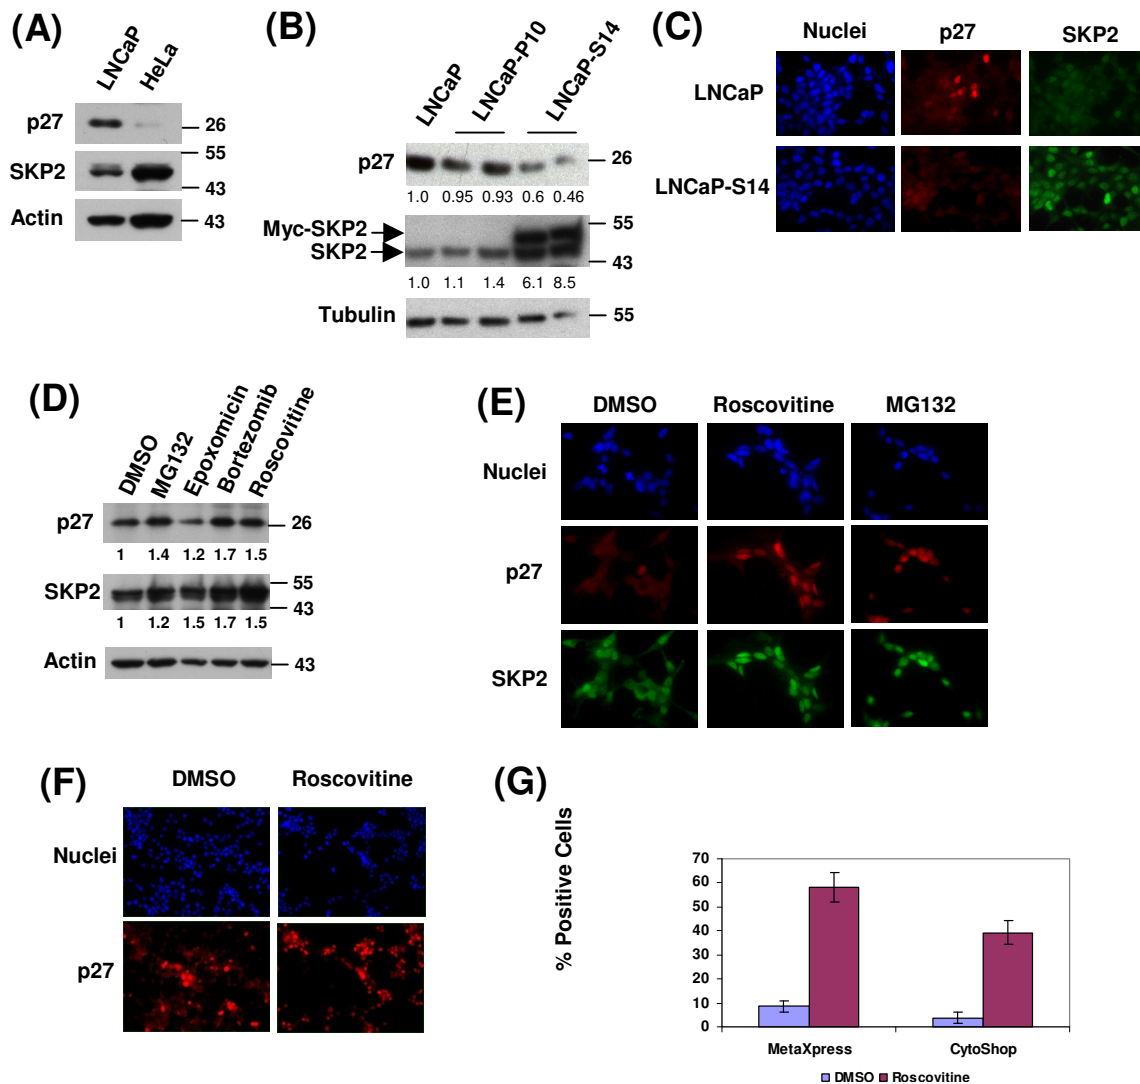 (A)
LNCaP
HeLa
p27
26
SKP2
55
43
Actin
43
(B)
LNCaP
LNCaP-P10
LNCaP-S14
p27
26
1.0 0.95 0.93 0.6 0.46
Myc-SKP2
SKP2
55
43
1.0 1.1 1.4 6.1 8.5
Tubulin
55
(C)
Nuclei p27 SKP2
LNCaP
LNCaP-S14
(D)
DMSO
MG132
Epoxomicin
Bortezomib
Roscovitine
p27
26
1 1.4 1.2 1.7 1.5
SKP2
55
43
1 1.2 1.5 1.7 1.5
Actin
43
(E)
DMSO Roscovitine MG132
Nuclei
p27
SKP2
(F)
DMSO Roscovitine
Nuclei
p27
(G)
% Positive Cells
70
60
50
40
30
20
10
0
MetaXpress CytoShop
DMSO Roscovitine